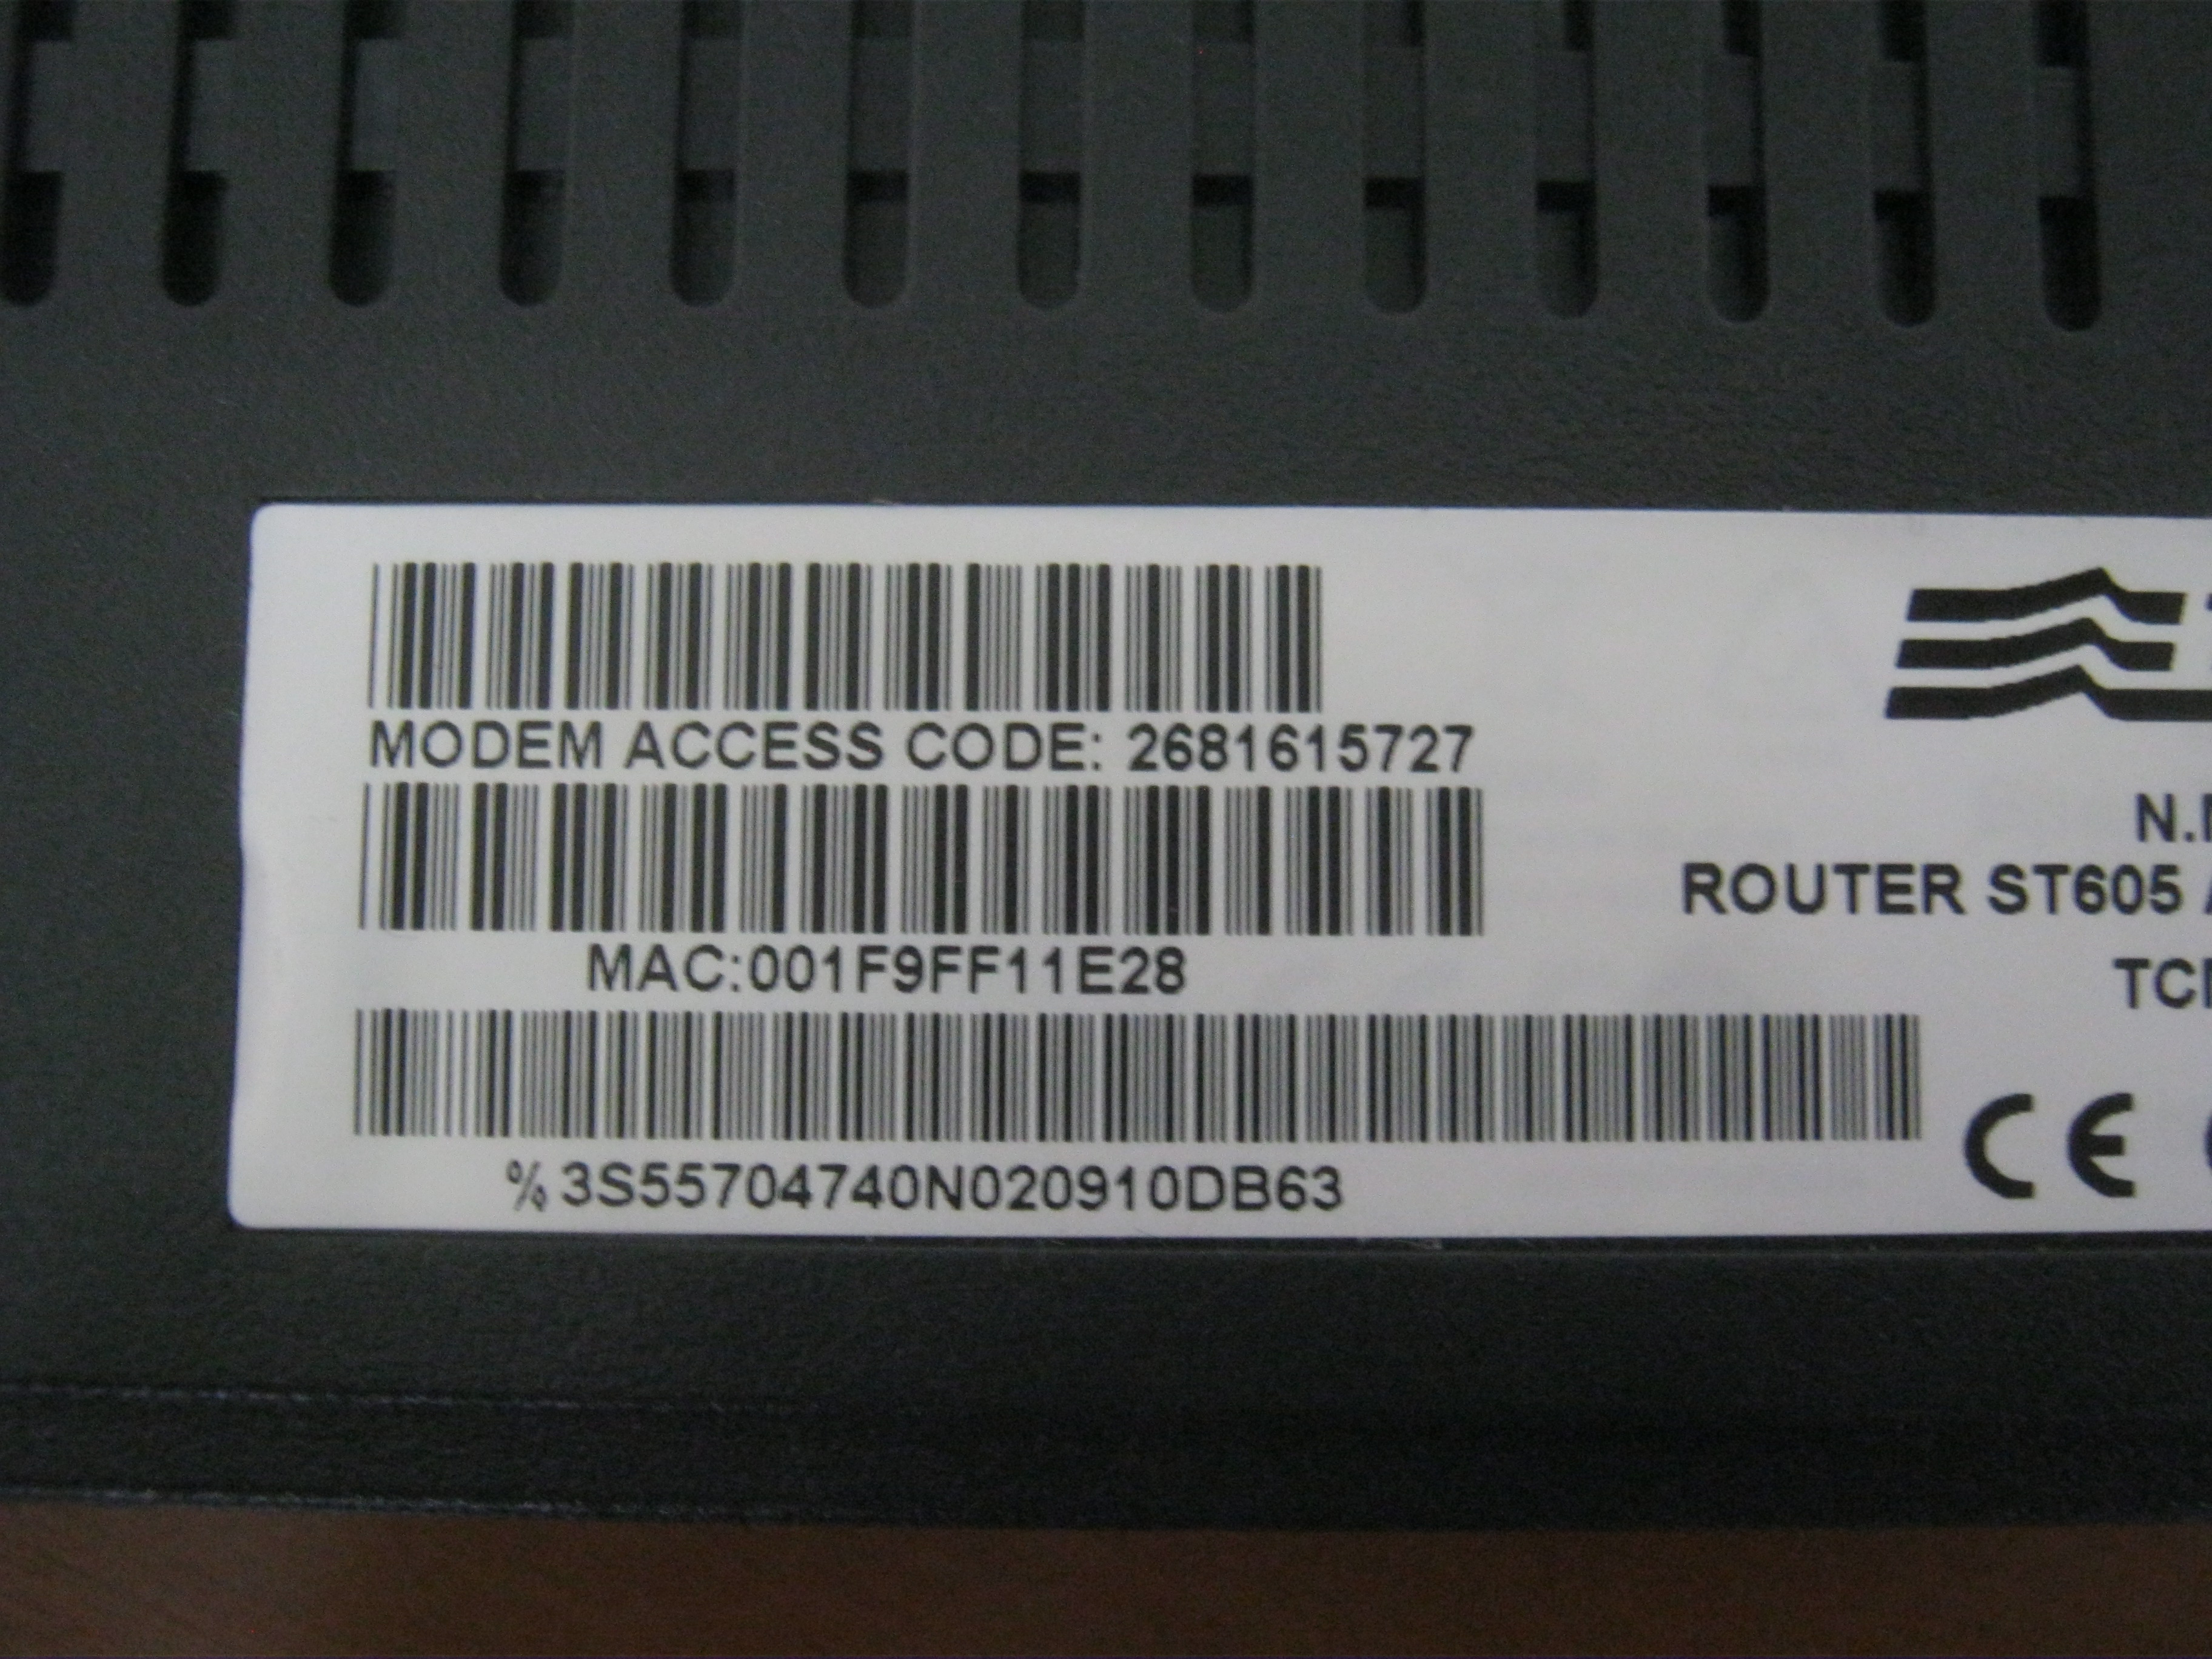 MODEM ACCESS CODE: 2681615727
MAC:001F9FF11E28
%3S55704740N020910DB63
ROUTER ST605
CE